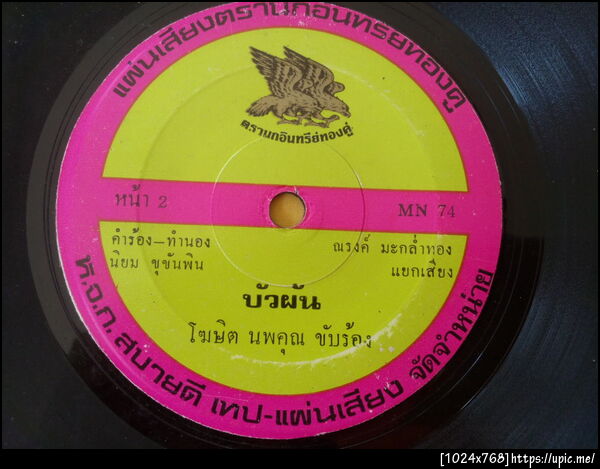 แผ่นเสียงตรานกอินทรีย์ทองคู่
ตรานกอินทรีย์ทองคู่
หน้า 2
MN 74
คำร้อง-ทำนอง
นิยม ขุขันพิน
ณรงค์ มะกล่ำทอง
แยกเสียง
บัวผัน
โฆษิต นพคุณ ขับร้อง
ห.จ.ก. สบายดี เทป-แผ่นเสียง จัดจำหน่าย
[1024x768]https://upic.me/